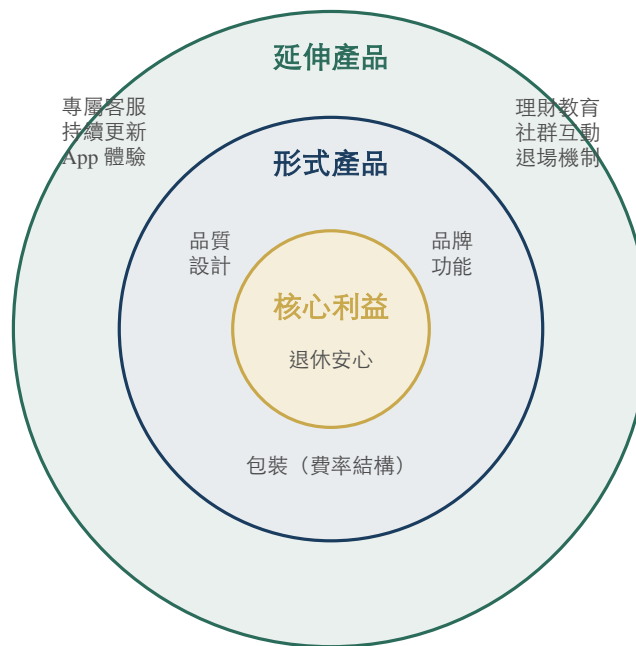 延伸產品
專屬客服
持續更新
App 體驗
理財教育
社群互動
退場機制
形式產品
品質
設計
品牌
功能
核心利益
退休安心
包裝（費率結構）